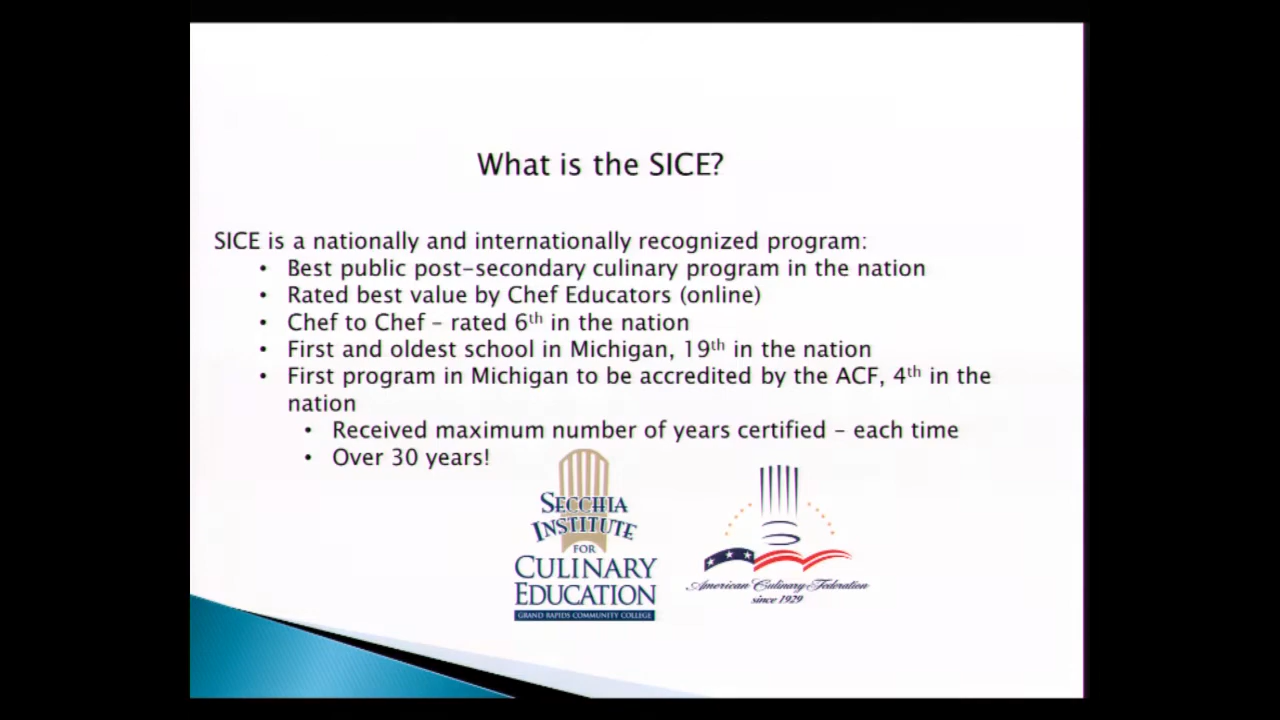 What is the SICE?
SICE is a nationally and internationally recognized program:
• Best public post-secondary culinary program in the nation
• Rated best value by Chef Educators (online)
• Chef to Chef – rated 6th in the nation
• First and oldest school in Michigan, 19th in the nation
• First program in Michigan to be accredited by the ACF, 4th in the
nation
• Received maximum number of years certified – each time
• Over 30 years!
SECCHIA
INSTITUTE
FOR
CULINARY
EDUCATION
GRAND RAPIDS COMMUNITY COLLEGE
American Culinary Federation
since 1929